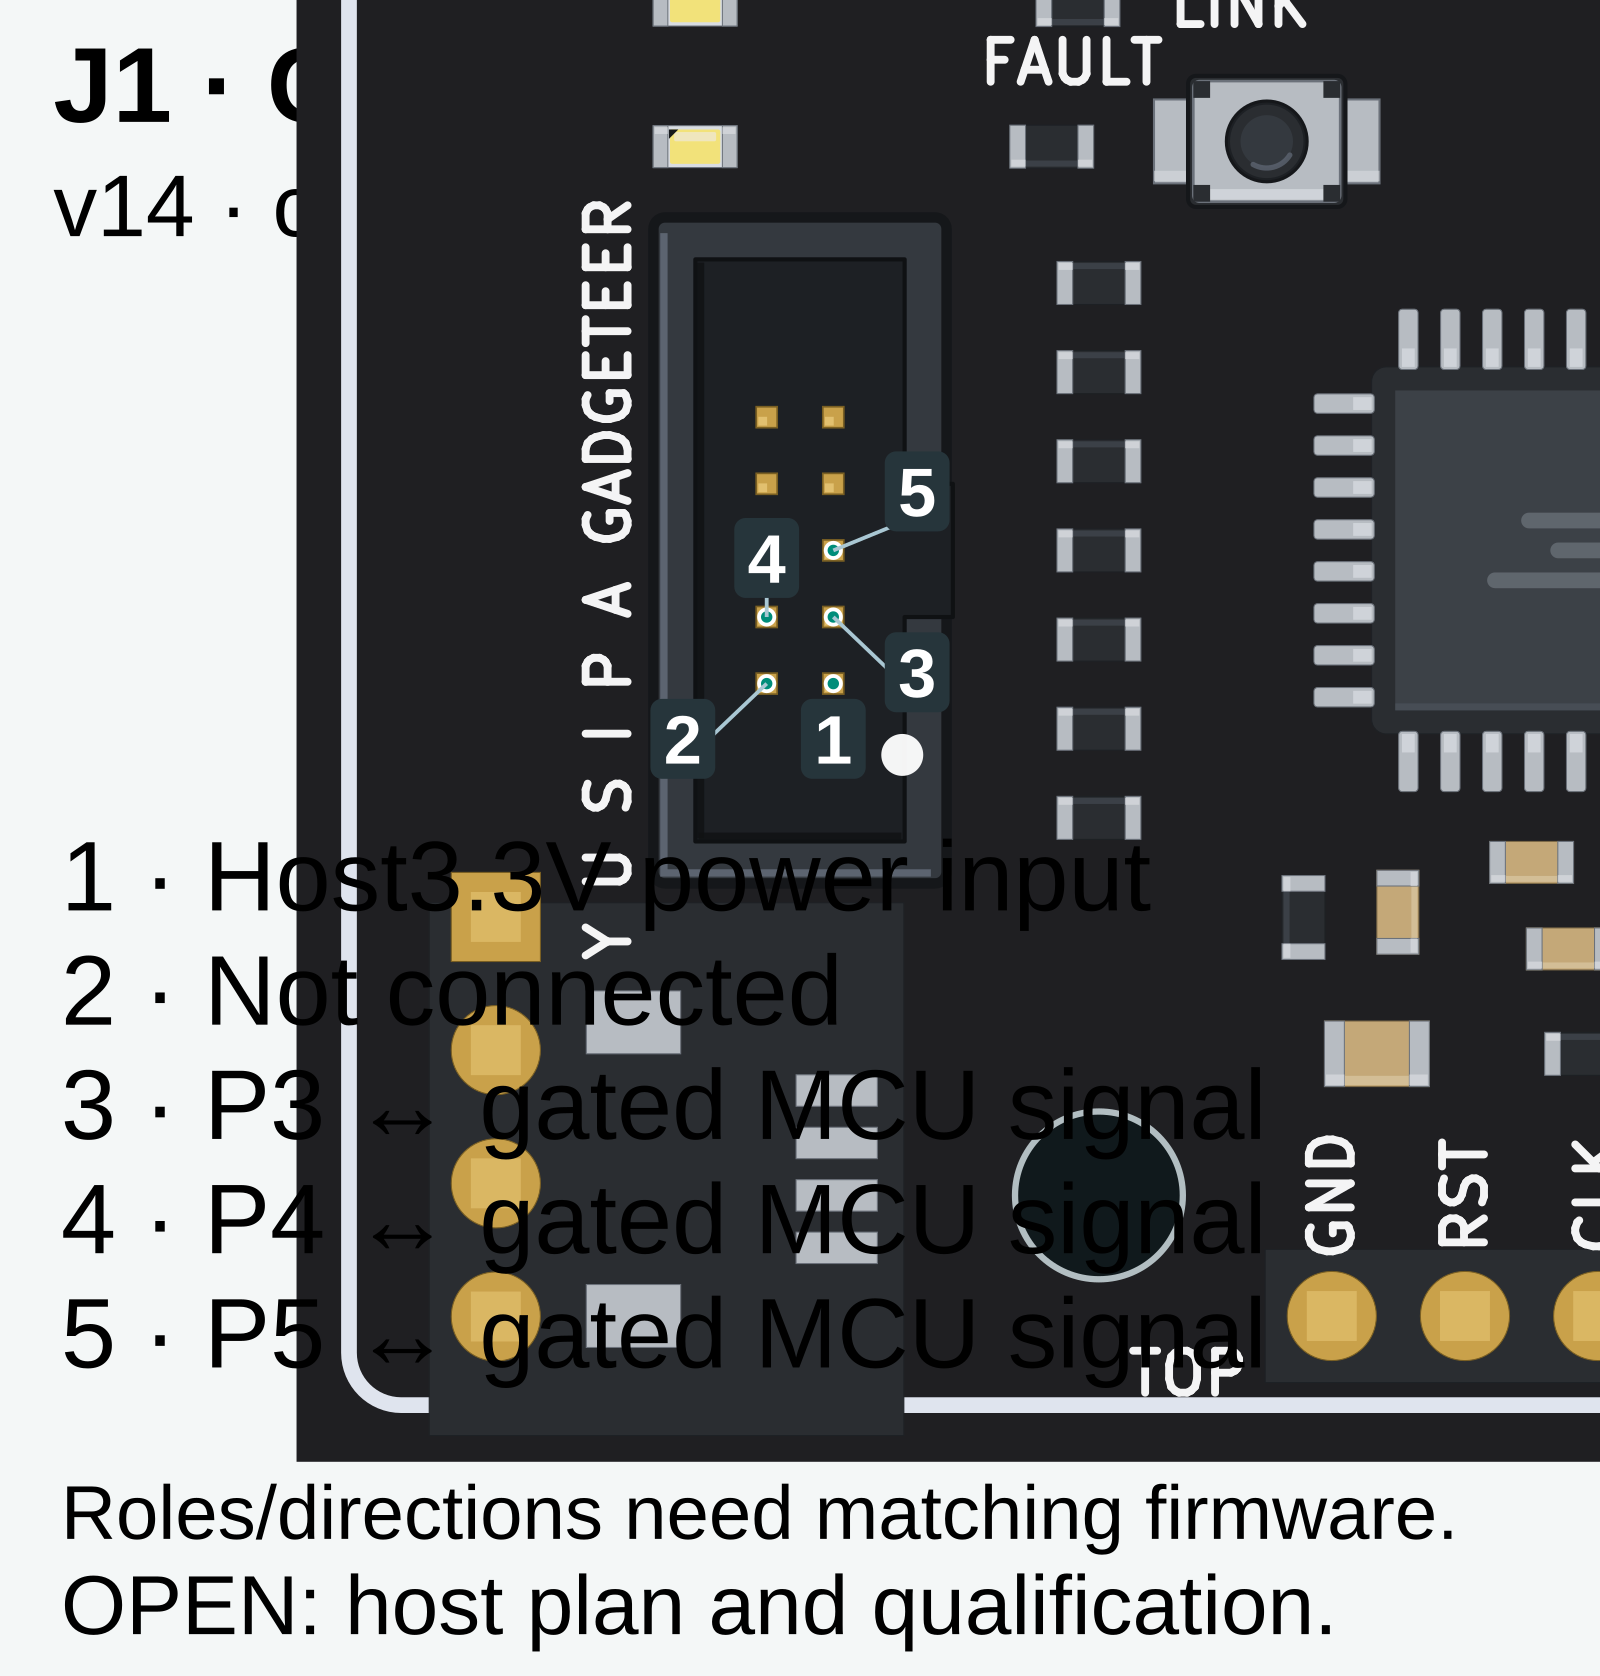 J1 ·
v14 ·
LINK
FAULT
Y U S I P A GADGETEER
5
4
3
2
1
1 · Host3.3V power input
2 · Not connected
3 · P3 ↔ gated MCU signal
4 · P4 ↔ gated MCU signal
5 · P5 ↔ gated MCU signal
GND
RST
CLK
TOP
Roles/directions need matching firmware.
OPEN: host plan and qualification.